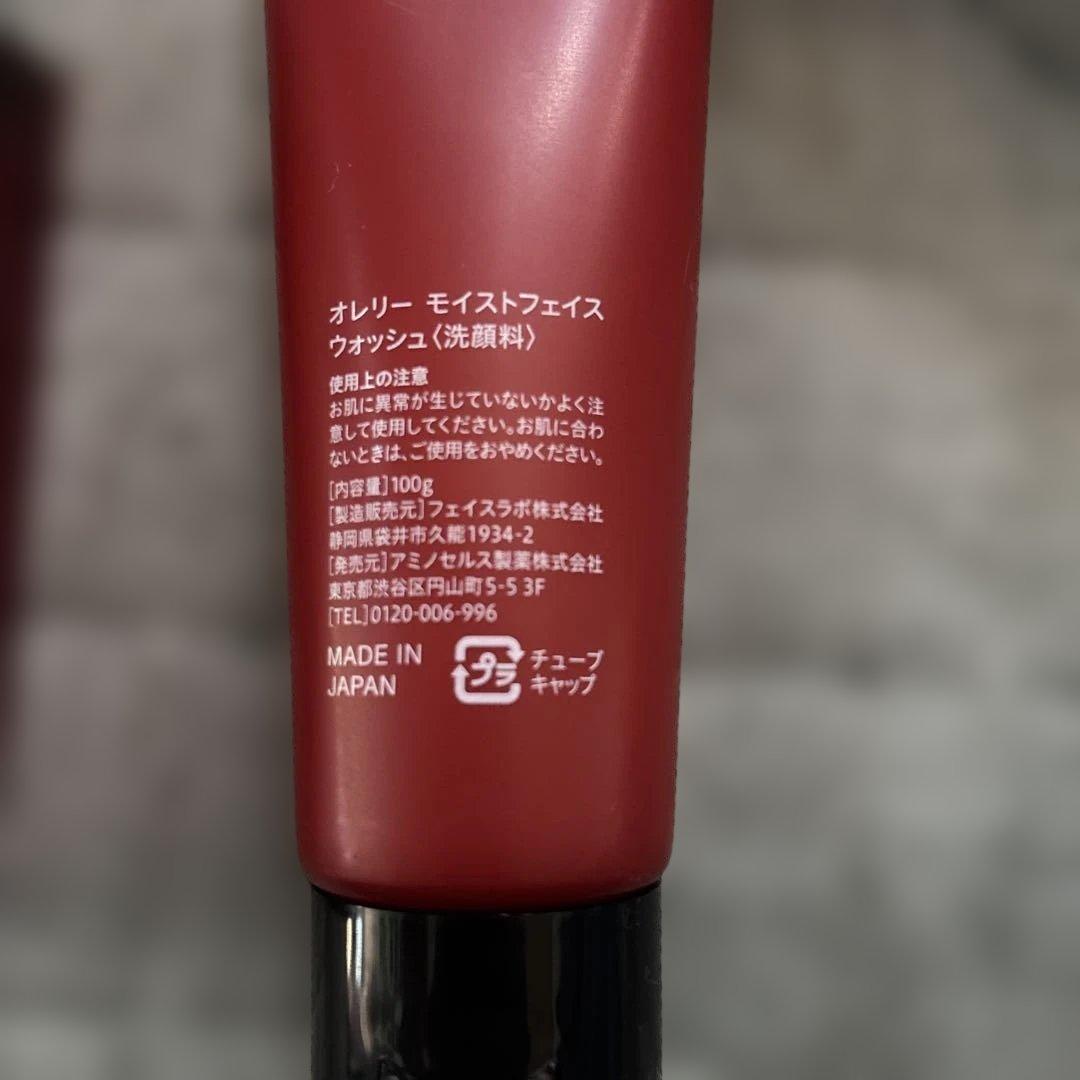 オレリー モイストフェイス
ウォッシュ〈洗顔料〉
使用上の注意
お肌に異常が生じていないかよく注
意して使用してください。お肌に合わ
ないときは、ご使用をおやめください。
[内容量]100g
[製造販売元]フェイスラボ株式会社
静岡県袋井市久能1934-2
[発売元]アミノセルス製薬株式会社
東京都渋谷区円山町5-5 3F
[TEL]0120-006-996
MADE IN
JAPAN
プラ
チューブ
キャップ